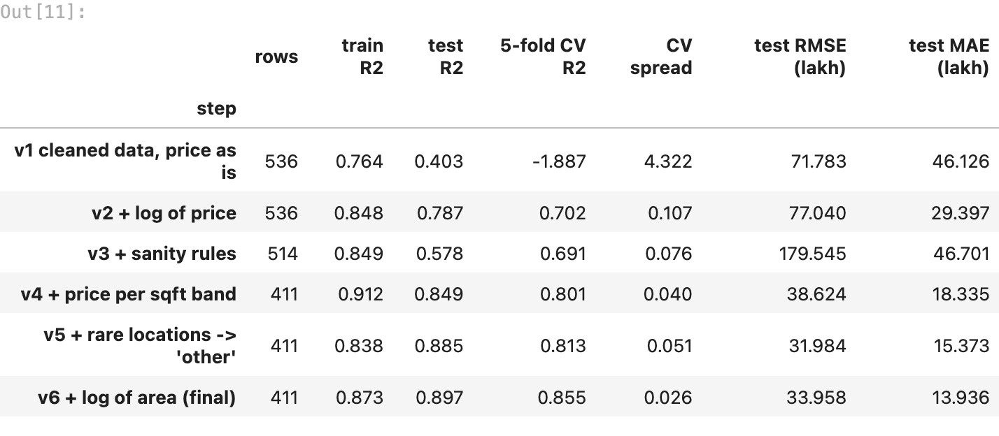 Out[11]:
rows train R2 test R2 5-fold CV R2 CV spread test RMSE (lakh) test MAE (lakh)
step
v1 cleaned data, price as is 536 0.764 0.403 -1.887 4.322 71.783 46.126
v2 + log of price 536 0.848 0.787 0.702 0.107 77.040 29.397
v3 + sanity rules 514 0.849 0.578 0.691 0.076 179.545 46.701
v4 + price per sqft band 411 0.912 0.849 0.801 0.040 38.624 18.335
v5 + rare locations -> 'other' 411 0.838 0.885 0.813 0.051 31.984 15.373
v6 + log of area (final) 411 0.873 0.897 0.855 0.026 33.958 13.936